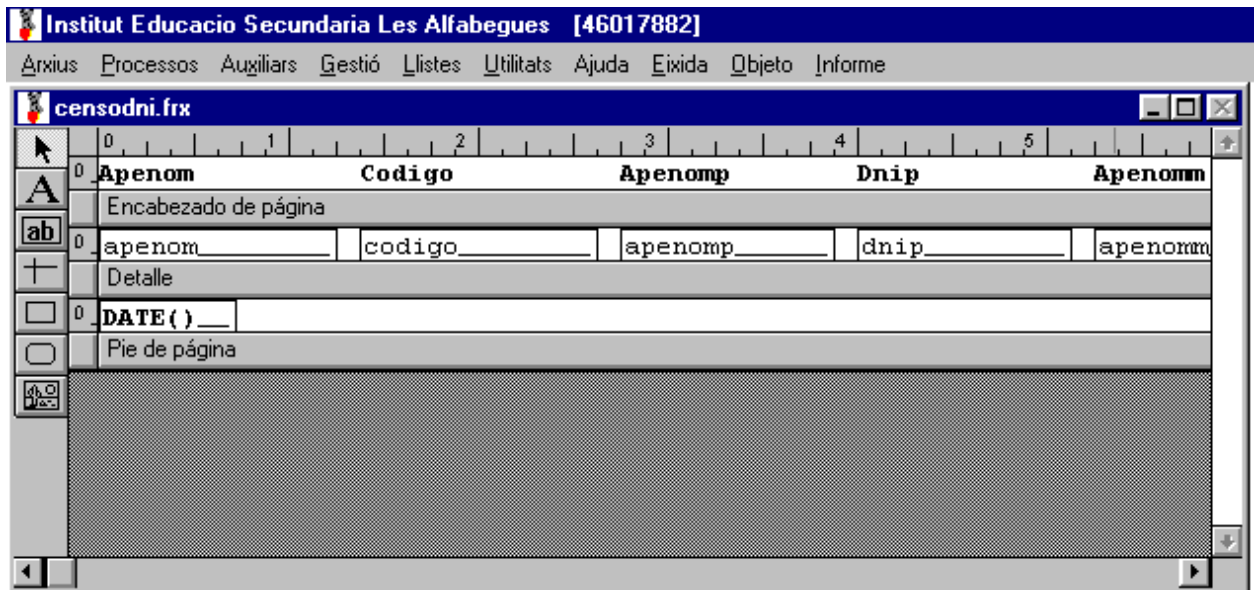 Institut Educacio Secundaria Les Alfabegues [46017882]
Arxius Processos Auxiliars Gestió Llistes Utilitats Ajuda Eixida Objeto Informe
censodni.frx
0 1 2 3 4 5
0 Apenom Codigo Apenomp Dnip Apenomm
A
Encabezado de página
ab
0 apenom codigo apenomp dnip apenomm
Detalle
0 DATE()
Pie de página